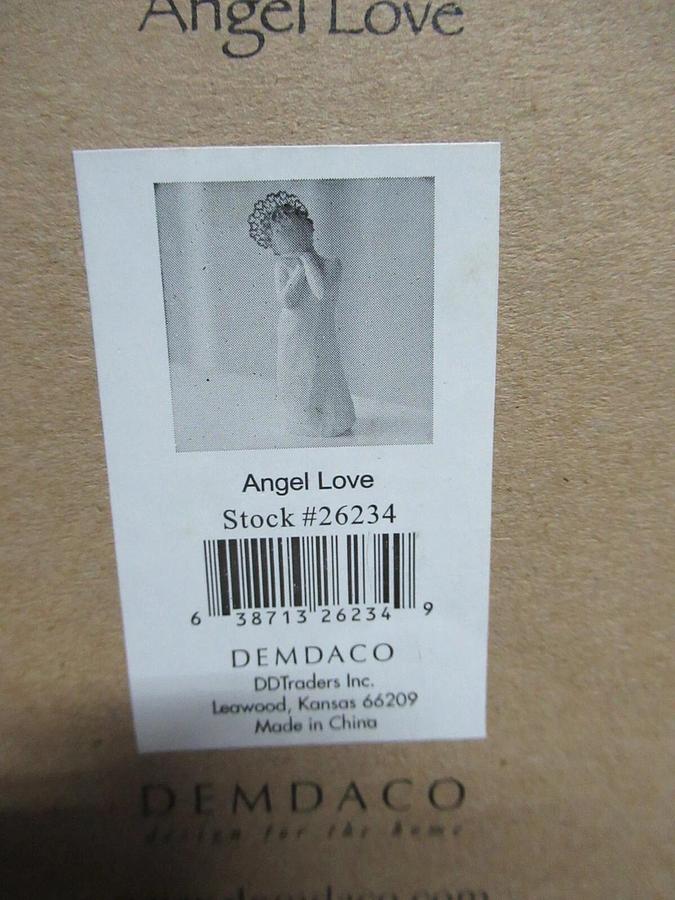 Angel Love
Angel Love
Stock #26234
6 38713 26234 9
DEMDACO
DDTraders Inc.
Leawood, Kansas 66209
Made in China
DEMDACO
design for the home